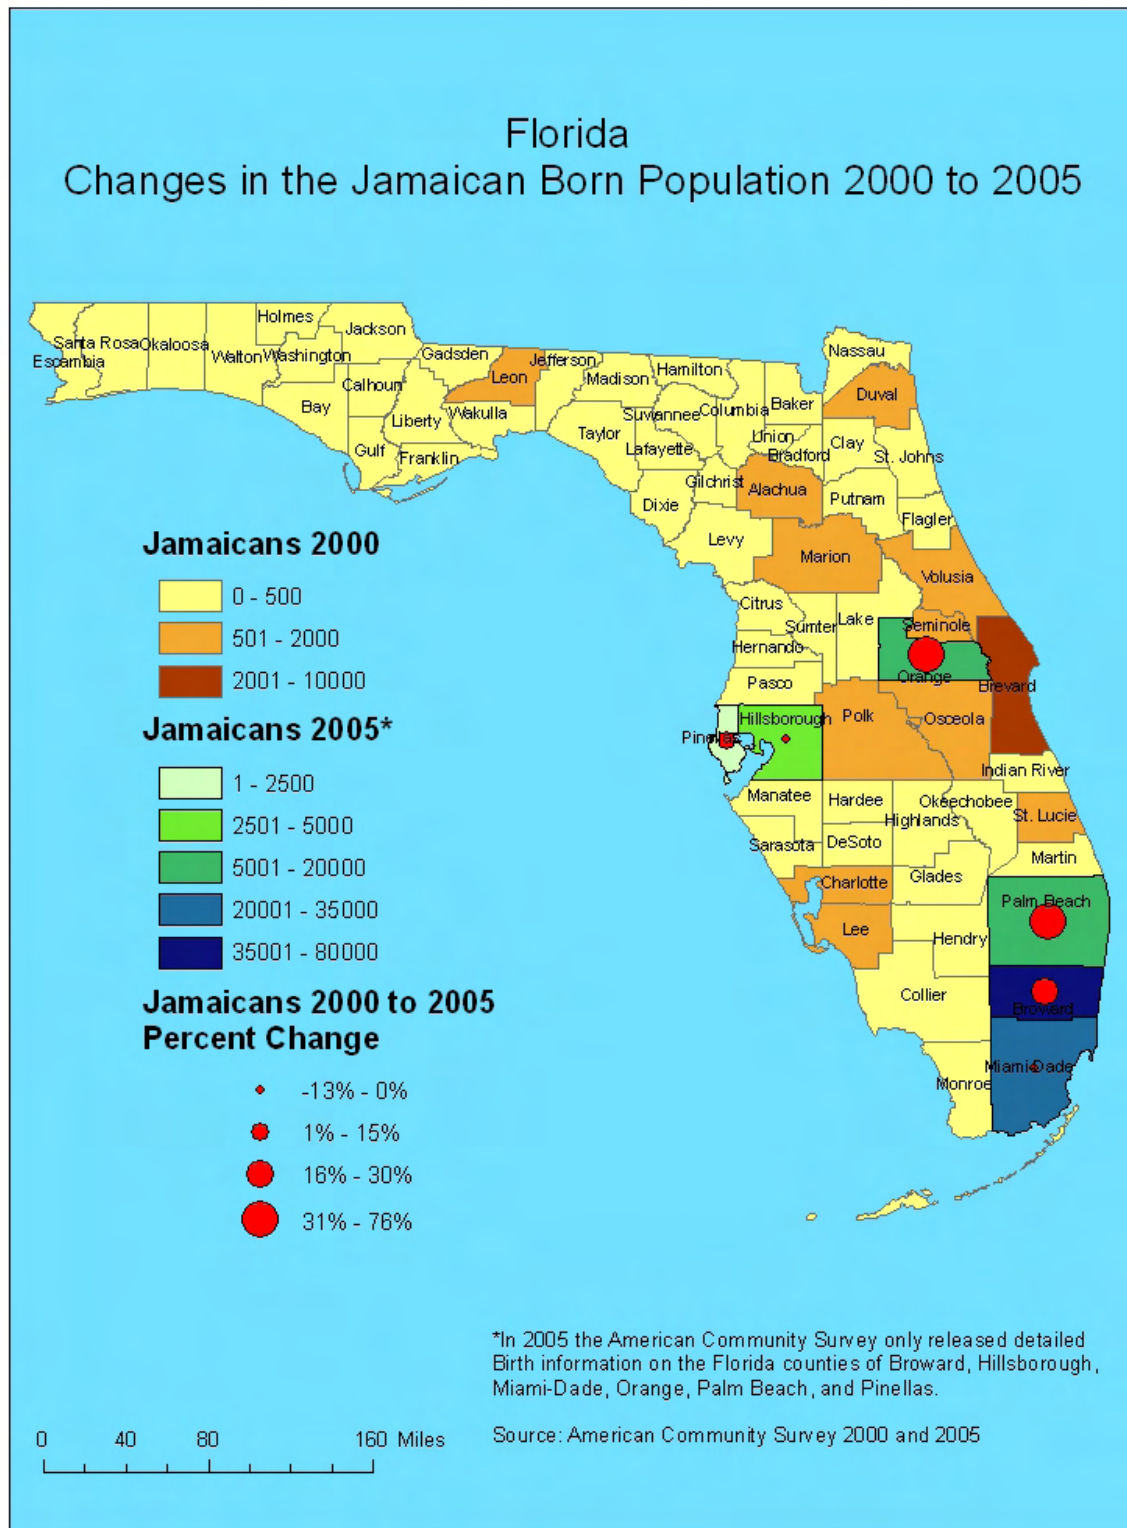 Florida
Changes in the Jamaican Born Population 2000 to 2005
Holmes
Jackson
Santa Rosa
Okaloosa
Escambia
Walton
Washington
Gadsden
Jefferson
Leon
Madison
Hamilton
Nassau
Calhoun
Bay
Liberty
Wakulla
Duval
Baker
Suwannee
Columbia
Taylor
Gulf
Franklin
Lafayette
Union
Bradford
Clay
St. Johns
Gilchrist
Alachua
Dixie
Putnam
Flagler
Levy
Marion
Volusia
Citrus
Sumter
Lake
Seminole
Hernando
Orange
Pasco
Brevard
Hillsborough
Polk
Osceola
Pinellas
Indian River
Manatee
Hardee
Okeechobee
Highlands
St. Lucie
Sarasota
DeSoto
Martin
Charlotte
Glades
Palm Beach
Lee
Hendry
Collier
Broward
Miami-Dade
Monroe
Jamaicans 2000
0 - 500
501 - 2000
2001 - 10000
Jamaicans 2005*
1 - 2500
2501 - 5000
5001 - 20000
20001 - 35000
35001 - 80000
Jamaicans 2000 to 2005
Percent Change
-13% - 0%
1% - 15%
16% - 30%
31% - 76%
*In 2005 the American Community Survey only released detailed
Birth information on the Florida counties of Broward, Hillsborough,
Miami-Dade, Orange, Palm Beach, and Pinellas.
Source: American Community Survey 2000 and 2005
0 40 80 160 Miles